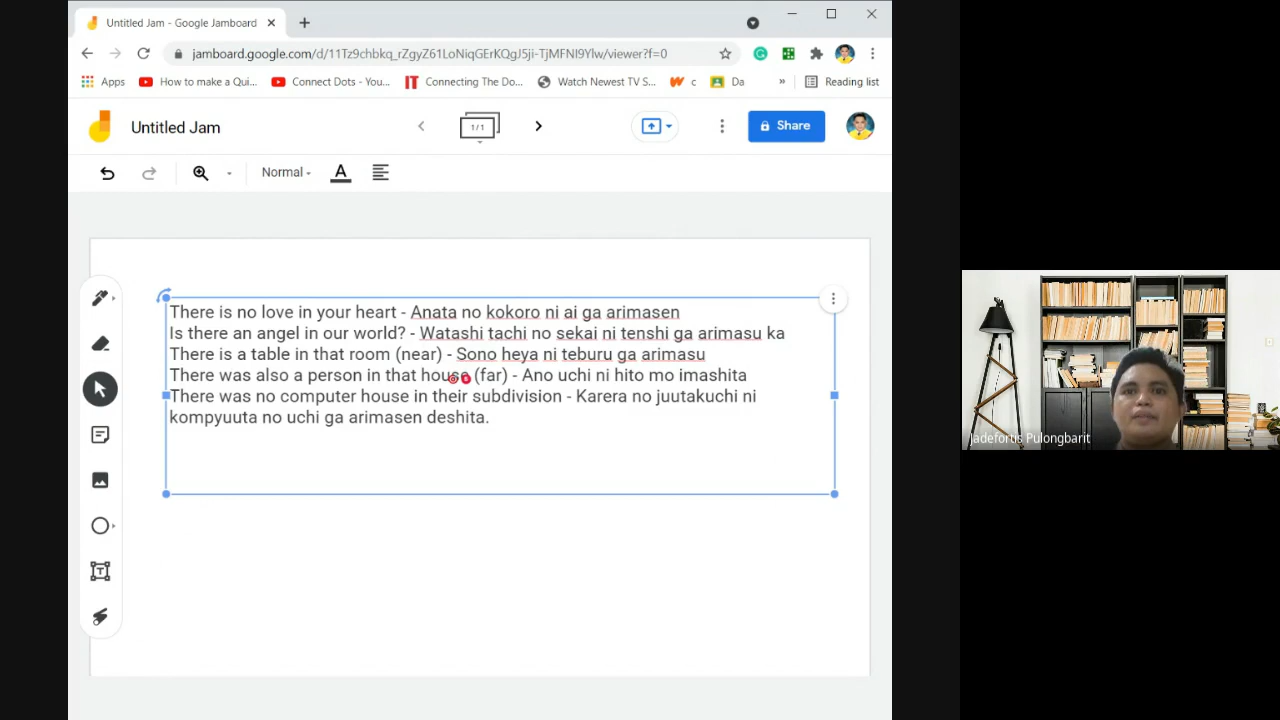 Untitled Jam - Google Jamboard
jamboard.google.com/d/11Tz9chbkq_rZgyZ61LoNiqGErKQgJ5ji-TjMFNI9Ylw/viewer?f=0
Apps How to make a Qui... Connect Dots - You... Connecting The Do... Watch Newest TV S... c Da » Reading list
Untitled Jam 1/1 Share
Normal A
There is no love in your heart - Anata no kokoro ni ai ga arimasen
Is there an angel in our world? - Watashi tachi no sekai ni tenshi ga arimasu ka
There is a table in that room (near) - Sono heya ni teburu ga arimasu
There was also a person in that house (far) - Ano uchi ni hito mo imashita
There was no computer house in their subdivision - Karera no juutakuchi ni
kompyuuta no uchi ga arimasen deshita.
Jadefortis Pulongbarit